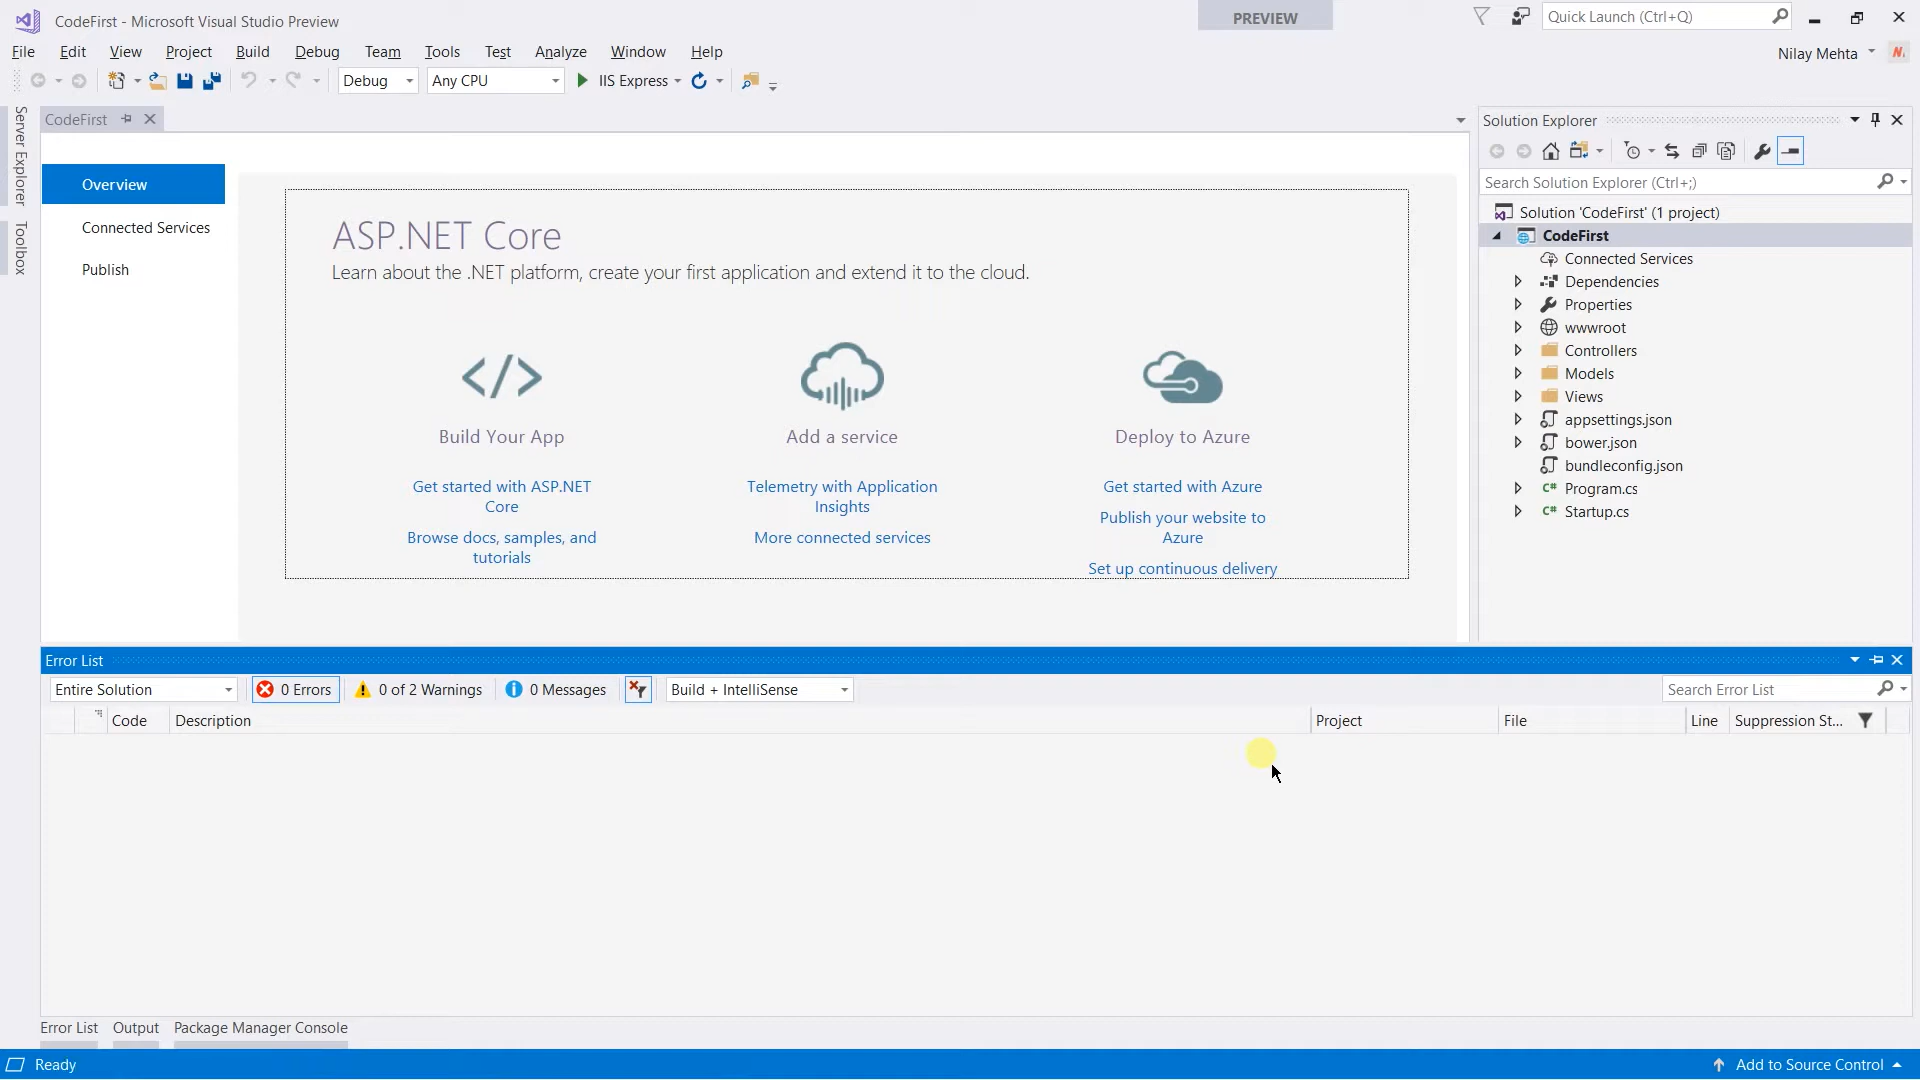 CodeFirst - Microsoft Visual Studio Preview
PREVIEW
Quick Launch (Ctrl+Q)
File Edit View Project Build Debug Team Tools Test Analyze Window Help
Nilay Mehta
N.
Debug Any CPU IIS Express
Server Explorer
Toolbox
CodeFirst
Overview
Connected Services
Publish
ASP.NET Core
Learn about the .NET platform, create your first application and extend it to the cloud.
Build Your App
Get started with ASP.NET
Core
Browse docs, samples, and
tutorials
Add a service
Telemetry with Application
Insights
More connected services
Deploy to Azure
Get started with Azure
Publish your website to
Azure
Set up continuous delivery
Solution Explorer
Search Solution Explorer (Ctrl+;)
Solution 'CodeFirst' (1 project)
CodeFirst
Connected Services
Dependencies
Properties
wwwroot
Controllers
Models
Views
appsettings.json
bower.json
bundleconfig.json
C# Program.cs
C# Startup.cs
Error List
Entire Solution 0 Errors 0 of 2 Warnings 0 Messages Build + IntelliSense Search Error List
Code Description Project File Line Suppression St...
Error List Output Package Manager Console
Ready Add to Source Control